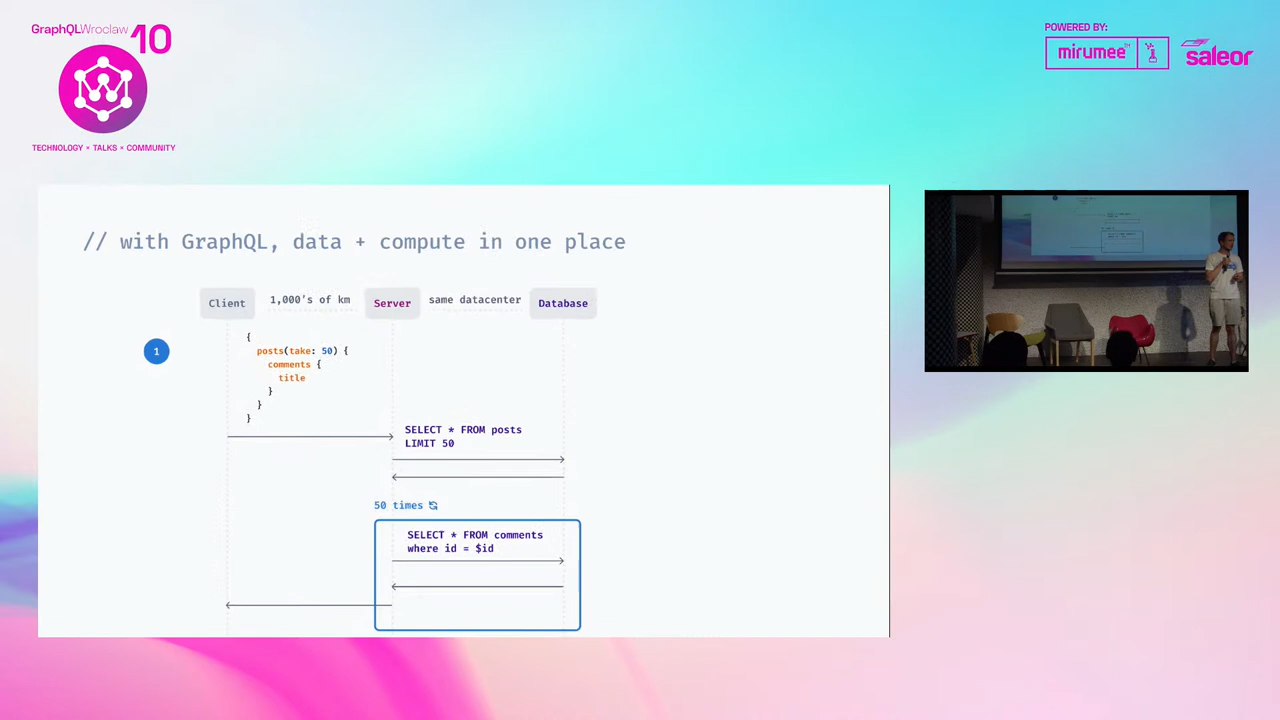 GraphQLWroclaw 10
TECHNOLOGY × TALKS × COMMUNITY
POWERED BY:
mirumee
saleor
// with GraphQL, data + compute in one place
Client
1,000's of km
Server
same datacenter
Database
1
{
posts(take: 50) {
comments {
title
}
}
}
SELECT * FROM posts
LIMIT 50
50 times
SELECT * FROM comments
where id = $id